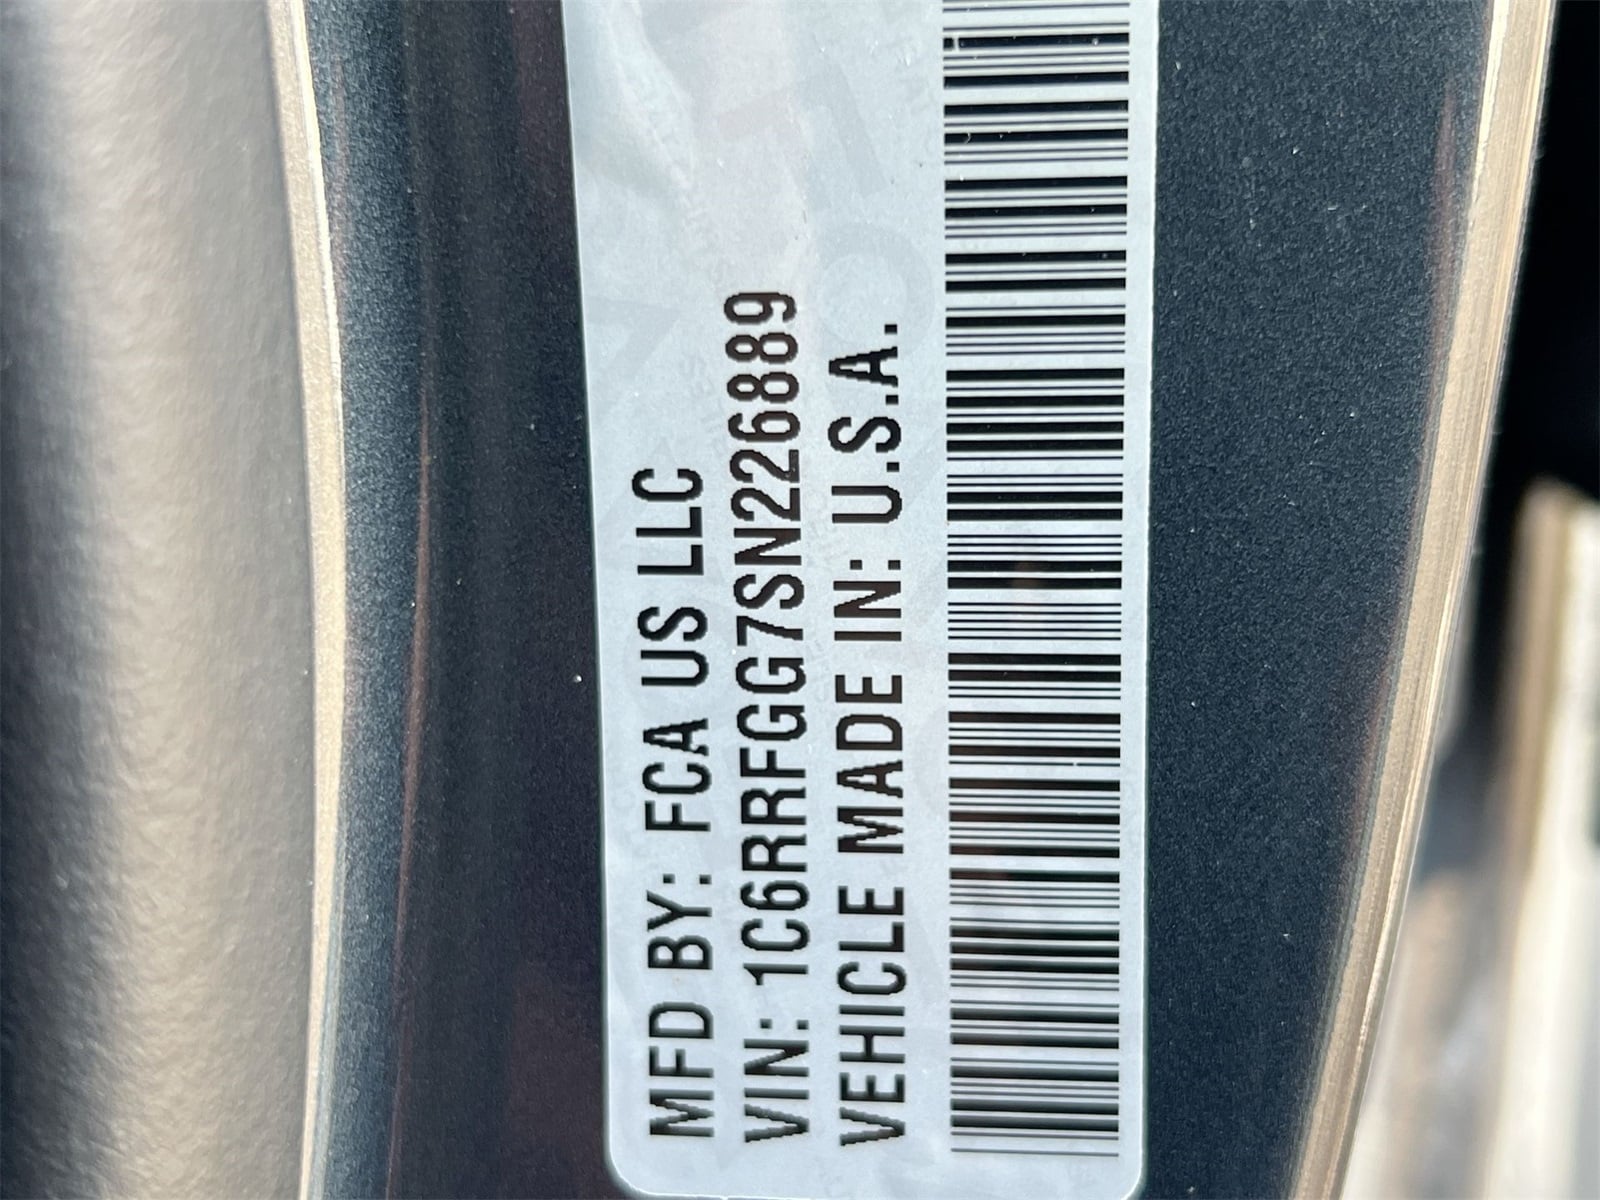 MFD BY: FCA US LLC
VIN: 1C6RRFGG7SN226889
VEHICLE MADE IN: U.S.A.